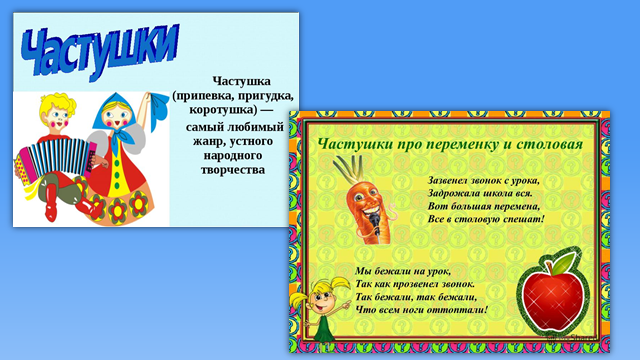 Частушки
Частушка
(припевка, пригудка,
коротушка) —
самый любимый
жанр, устного
народного
творчества
Частушки про переменку и столовая
Зазвенел звонок с урока,
Задрожала школа вся.
Вот большая перемена,
Все в столовую спешат!
Мы бежали на урок,
Так как прозвенел звонок.
Так бежали, так бежали,
Что всем ноги оттоптали!